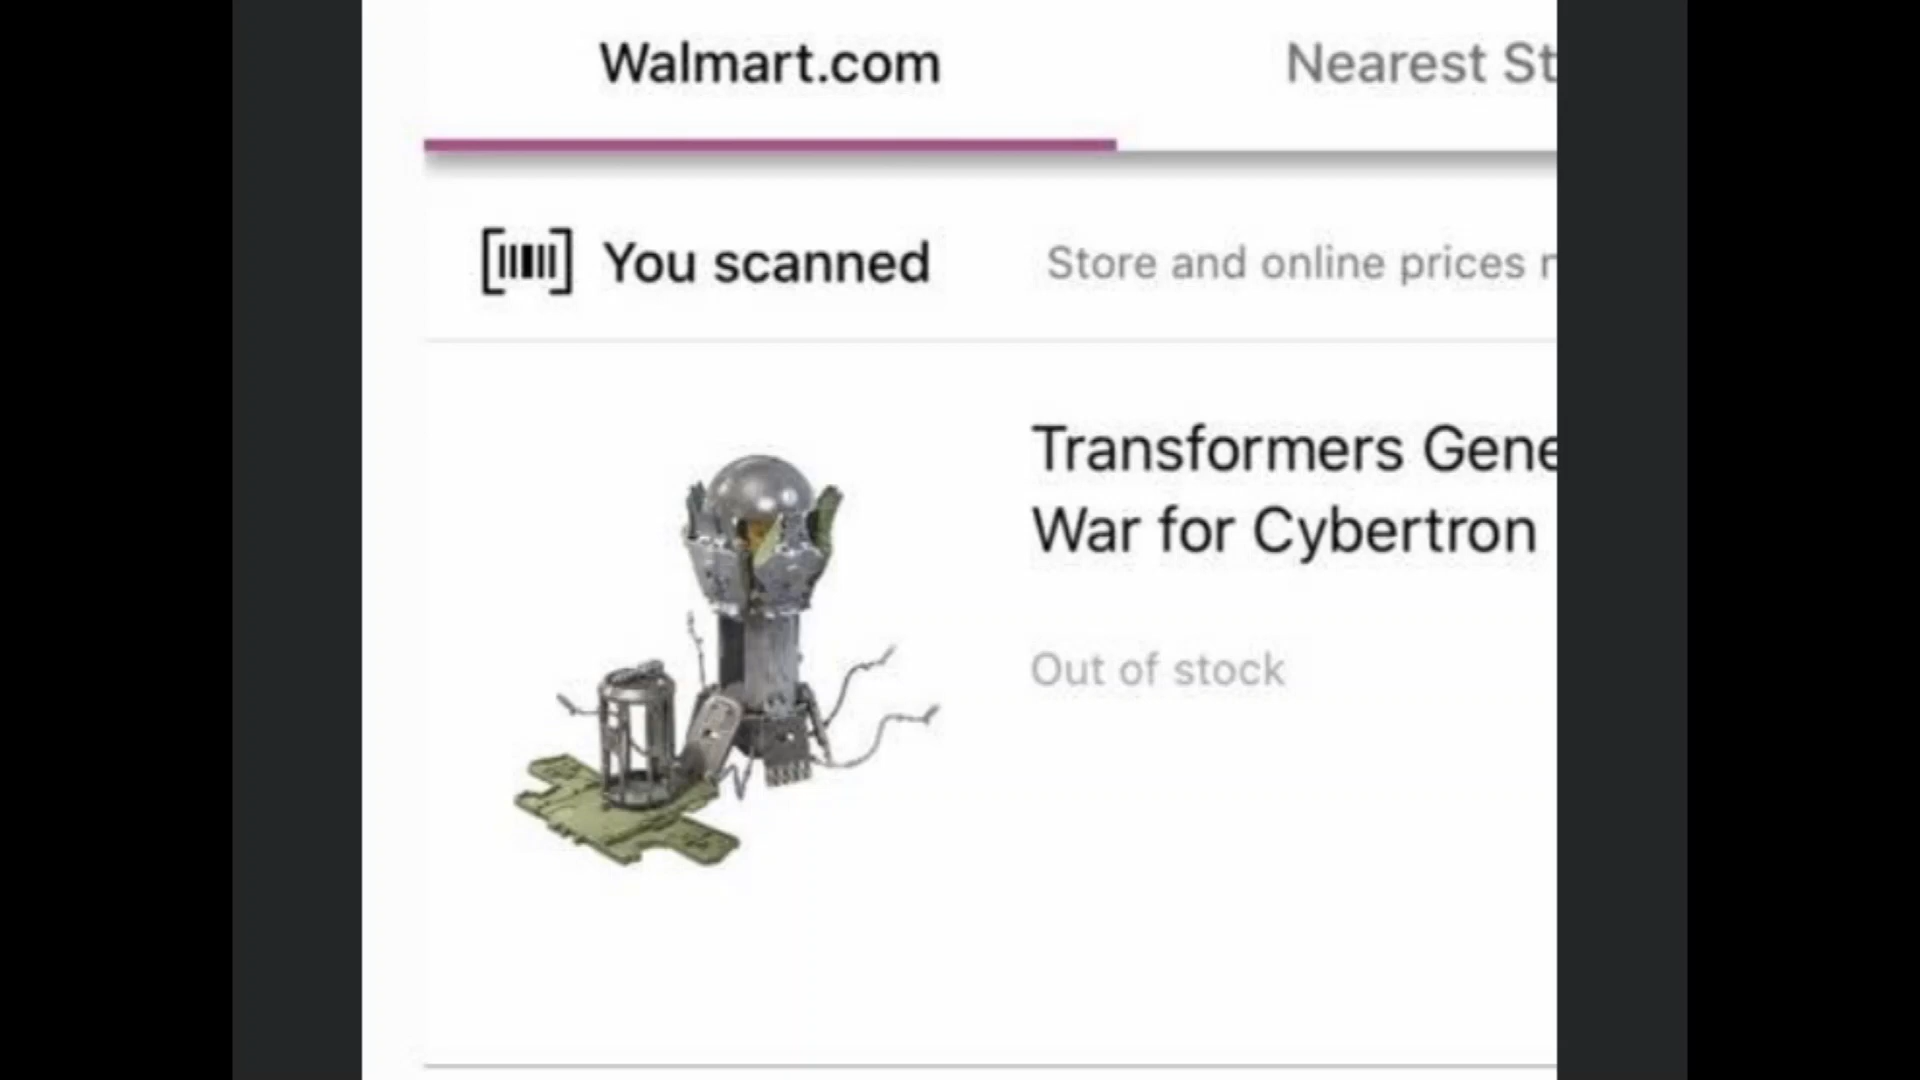 Walmart.com
Nearest St
You scanned
Store and online prices
Transformers Gene
War for Cybertron
Out of stock